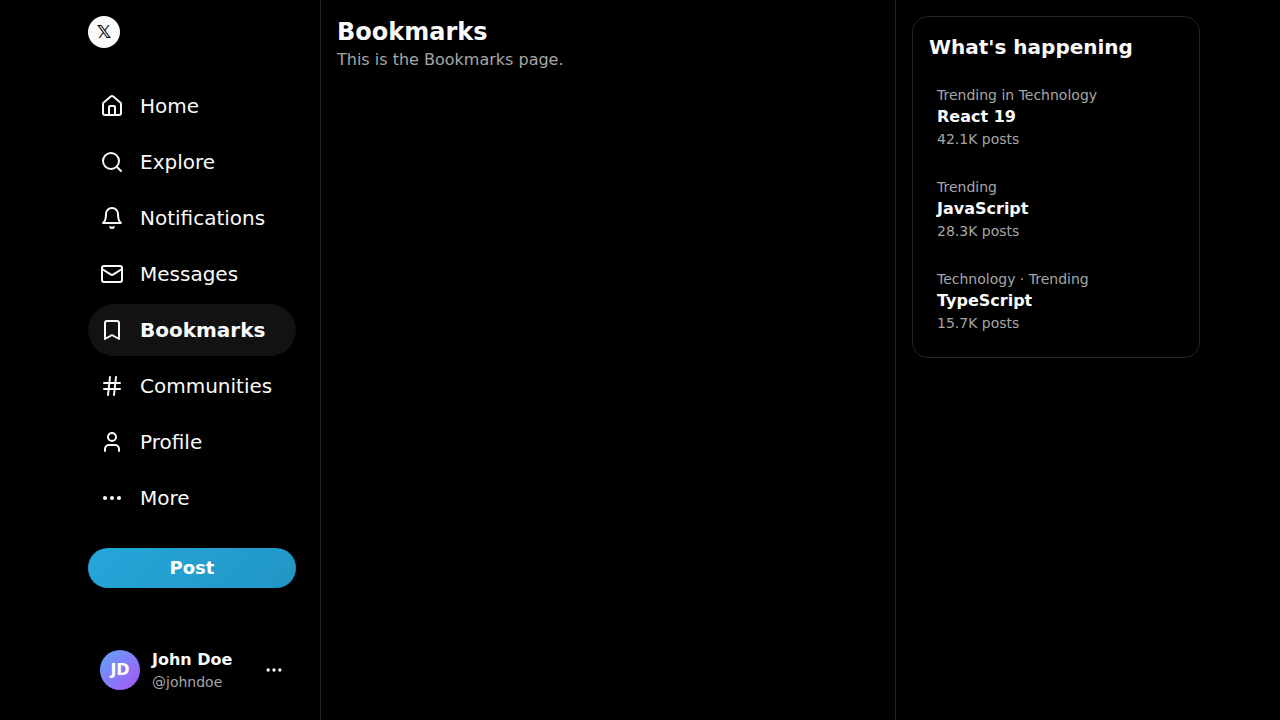 𝕏
Home
Explore
Notifications
Messages
Bookmarks
Communities
Profile
More
Post
JD
John Doe
@johndoe
Bookmarks
This is the Bookmarks page.
What's happening
Trending in Technology
React 19
42.1K posts
Trending
JavaScript
28.3K posts
Technology · Trending
TypeScript
15.7K posts